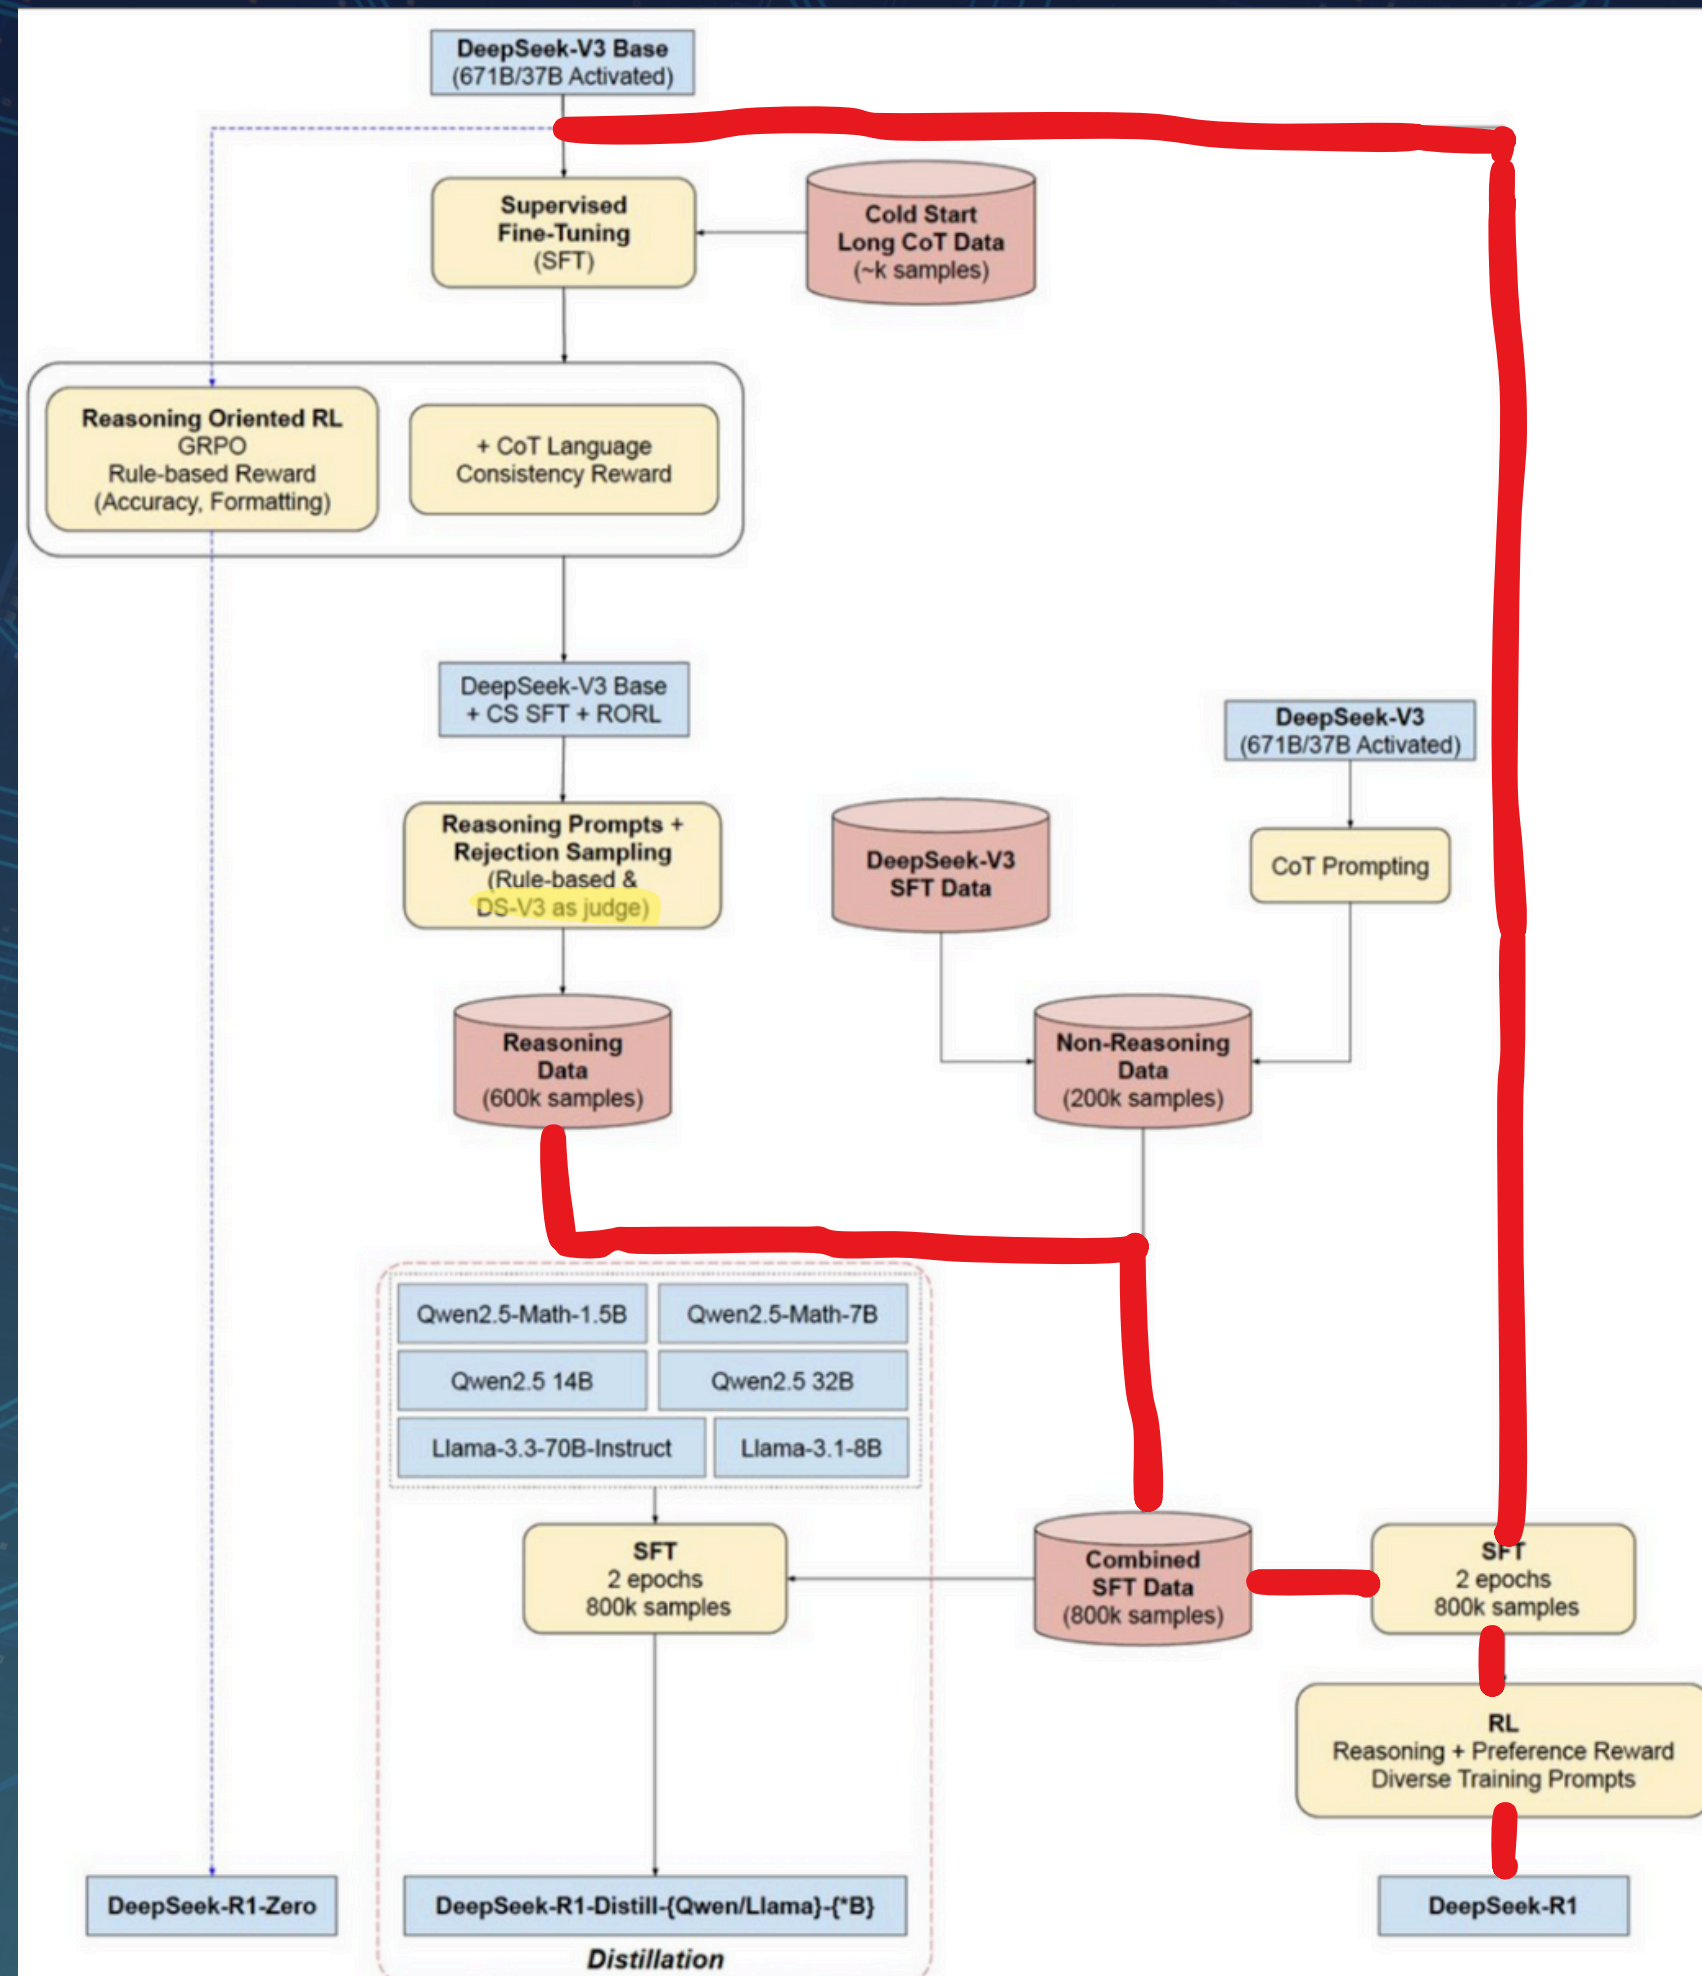 DeepSeek-V3 Base
(671B/37B Activated)
Supervised
Fine-Tuning
(SFT)
Cold Start
Long CoT Data
(~k samples)
Reasoning Oriented RL
GRPO
Rule-based Reward
(Accuracy, Formatting)
+ CoT Language
Consistency Reward
DeepSeek-V3 Base
+ CS SFT + RORL
DeepSeek-V3
(671B/37B Activated)
Reasoning Prompts +
Rejection Sampling
(Rule-based &
DS-V3 as judge)
DeepSeek-V3
SFT Data
CoT Prompting
Reasoning
Data
(600k samples)
Non-Reasoning
Data
(200k samples)
Qwen2.5-Math-1.5B
Qwen2.5-Math-7B
Qwen2.5 14B
Qwen2.5 32B
Llama-3.3-70B-Instruct
Llama-3.1-8B
SFT
2 epochs
800k samples
Combined
SFT Data
(800k samples)
SFT
2 epochs
800k samples
RL
Reasoning + Preference Reward
Diverse Training Prompts
DeepSeek-R1-Zero
DeepSeek-R1-Distill-{Qwen/Llama}-{*B}
DeepSeek-R1
Distillation